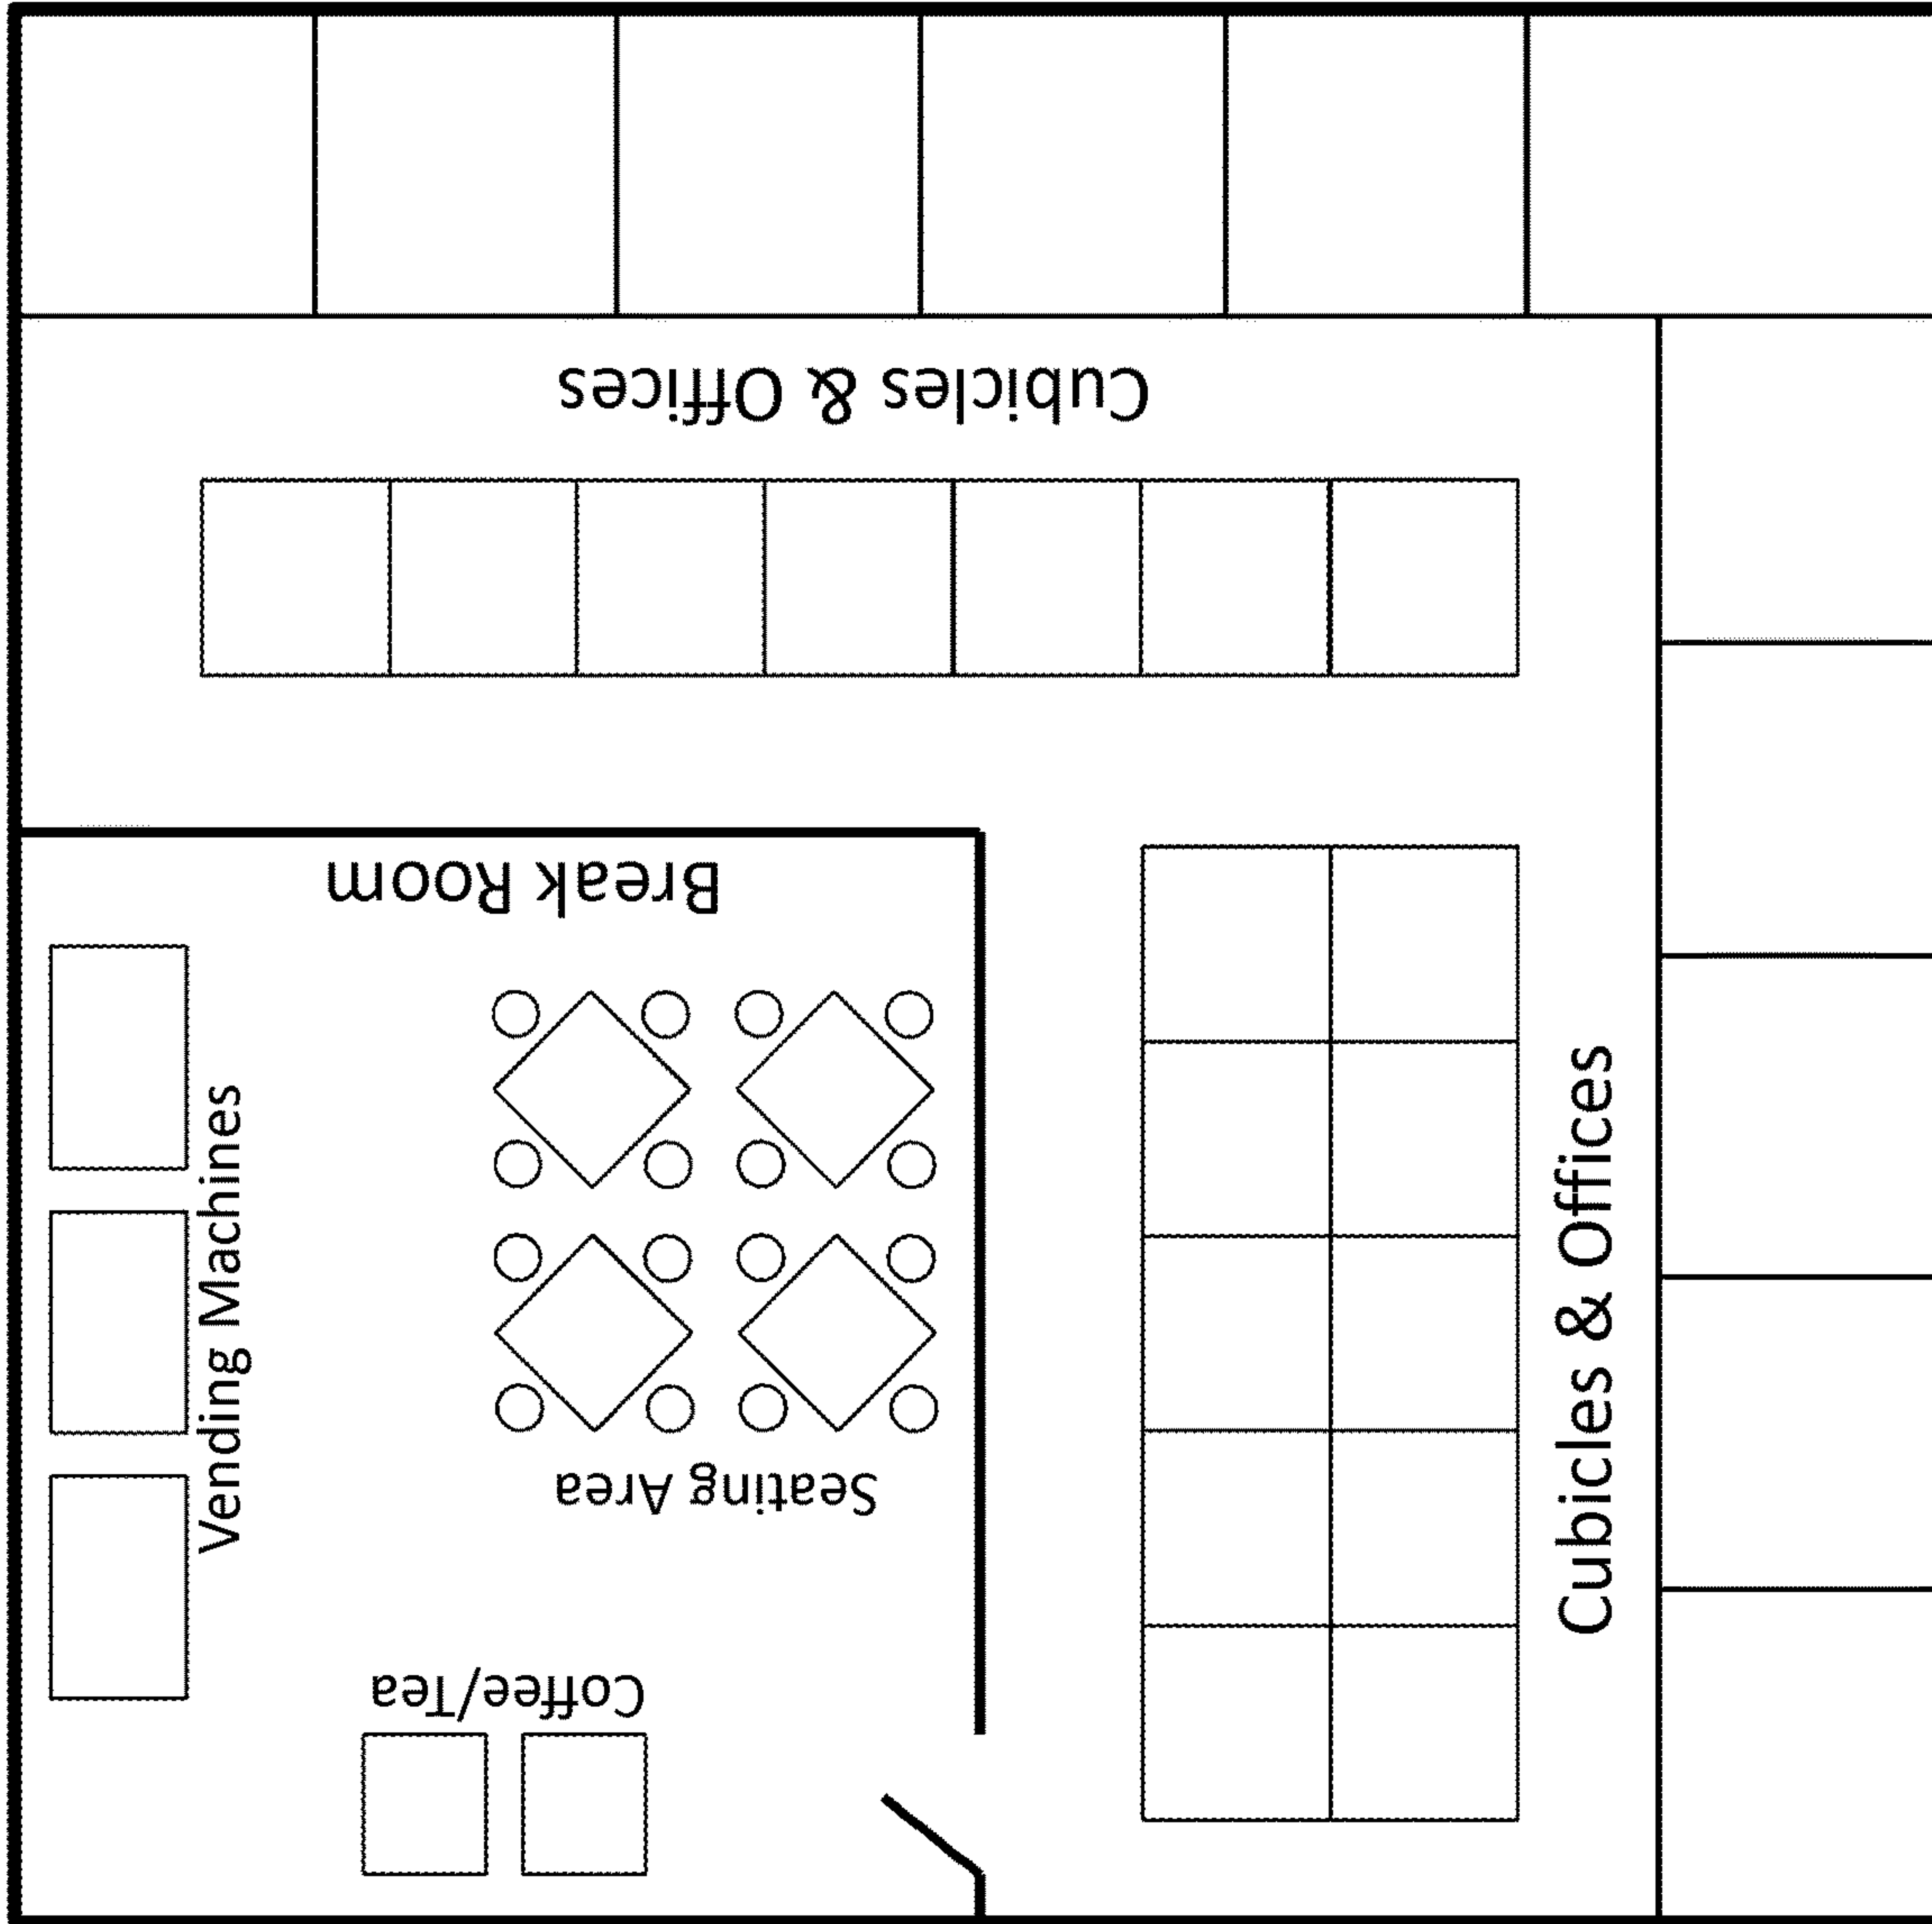 Cubicles & Offices
Break Room
Vending Machines
Seating Area
Coffee/Tea
Cubicles & Offices